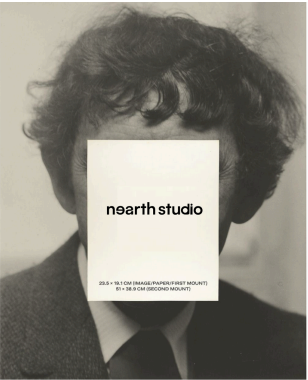 nearth studio
23.5 × 19.1 CM (IMAGE/PAPER/FIRST MOUNT)
51 × 38.9 CM (SECOND MOUNT)